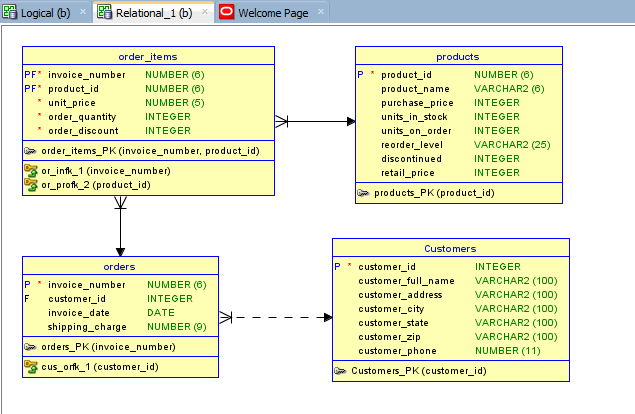 Logical (b) Relational_1 (b) Welcome Page
order_items
PF* invoice_number NUMBER (6)
PF* product_id NUMBER (6)
* unit_price NUMBER (5)
* order_quantity INTEGER
* order_discount INTEGER
order_items_PK (invoice_number, product_id)
or_infk_1 (invoice_number)
or_profk_2 (product_id)
products
P * product_id NUMBER (6)
product_name VARCHAR2 (6)
purchase_price INTEGER
units_in_stock INTEGER
units_on_order INTEGER
reorder_level VARCHAR2 (25)
discontinued INTEGER
retail_price INTEGER
products_PK (product_id)
orders
P * invoice_number NUMBER (6)
F customer_id INTEGER
invoice_date DATE
shipping_charge NUMBER (9)
orders_PK (invoice_number)
cus_orfk_1 (customer_id)
Customers
P * customer_id INTEGER
customer_full_name VARCHAR2 (100)
customer_address VARCHAR2 (100)
customer_city VARCHAR2 (100)
customer_state VARCHAR2 (100)
customer_zip VARCHAR2 (100)
customer_phone NUMBER (11)
Customers_PK (customer_id)